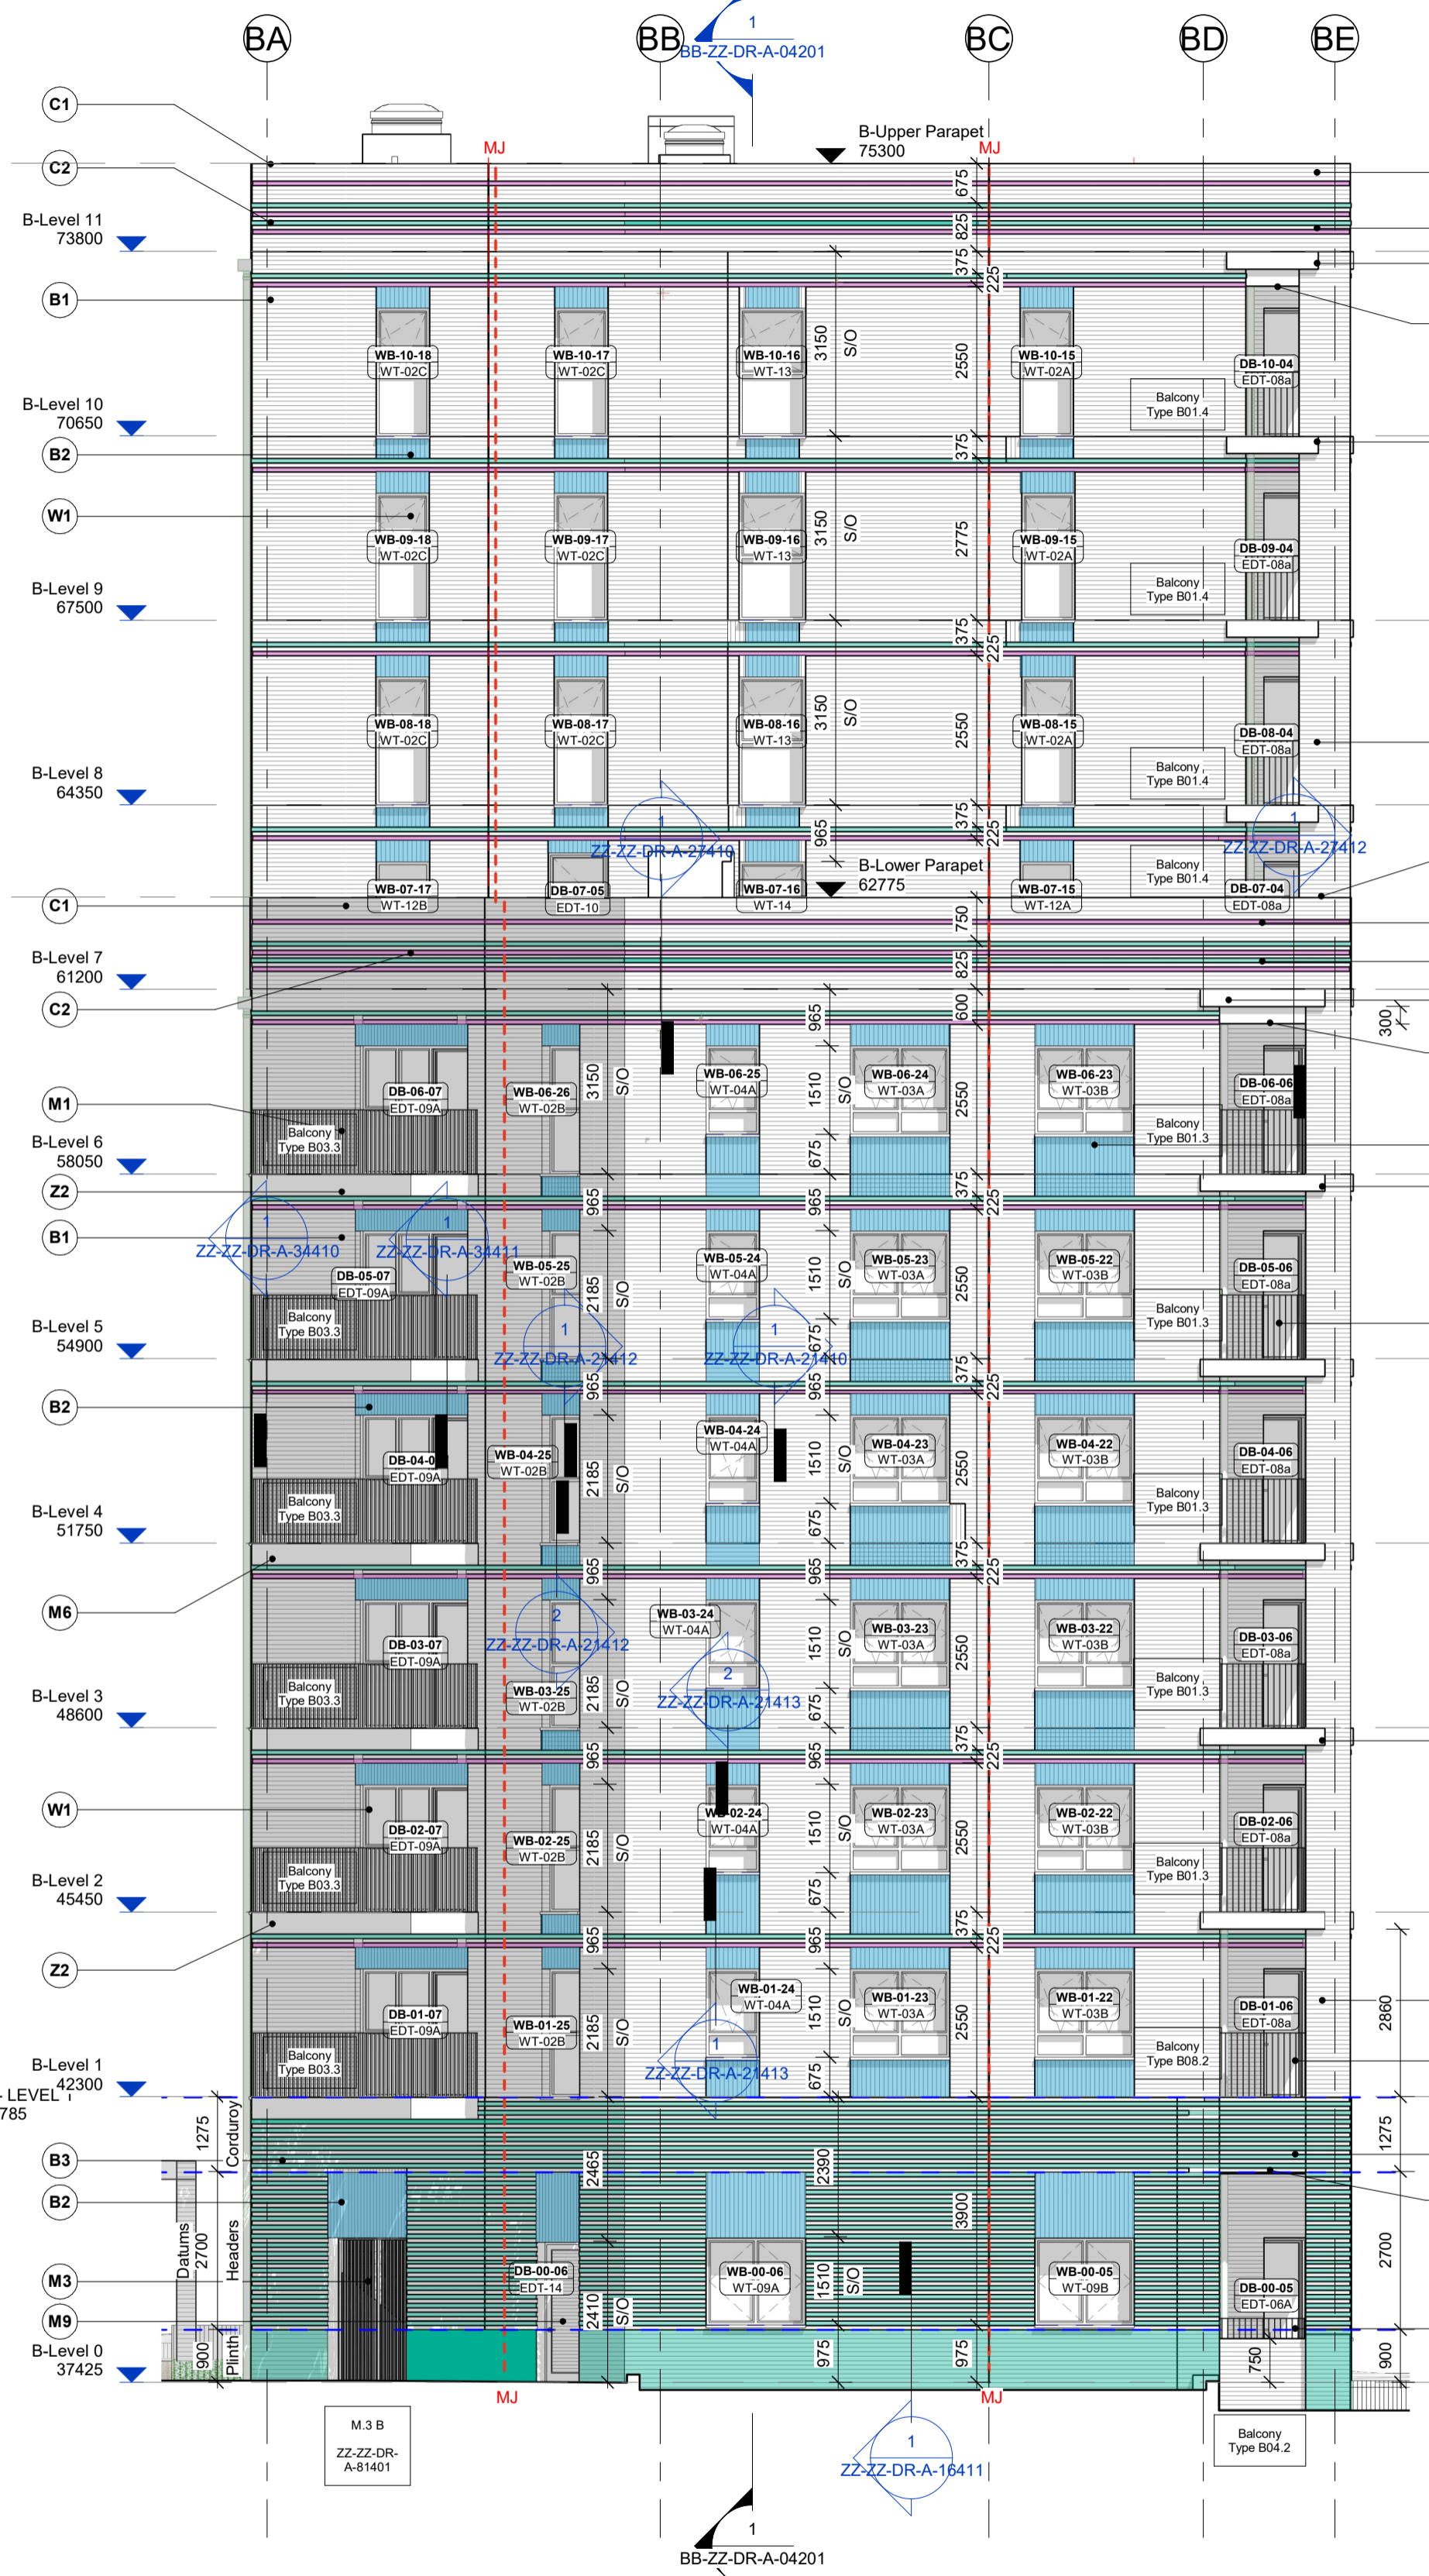 BA
BB
BC
BD
BE
1
BB-ZZ-DR-A-04201
C1
C2
B-Upper Parapet
75300
MJ
MJ
675
825
B-Level 11
73800
375
225
B1
3150
S/O
2550
WB-10-18
WT-02C
WB-10-17
WT-02C
WB-10-16
WT-13
WB-10-15
WT-02A
DB-10-04
EDT-08a
Balcony
Type B01.4
B-Level 10
70650
B2
375
W1
3150
S/O
2775
WB-09-18
WT-02C
WB-09-17
WT-02C
WB-09-16
WT-13
WB-09-15
WT-02A
DB-09-04
EDT-08a
Balcony
Type B01.4
B-Level 9
67500
375
225
3150
S/O
2550
WB-08-18
WT-02C
WB-08-17
WT-02C
WB-08-16
WT-13
WB-08-15
WT-02A
DB-08-04
EDT-08a
Balcony
Type B01.4
B-Level 8
64350
375
225
965
1
ZZ-ZZ-DR-A-27410
1
ZZ-ZZ-DR-A-27412
B-Lower Parapet
62775
Balcony
Type B01.4
WB-07-17
WT-12B
DB-07-05
EDT-10
WB-07-16
WT-14
WB-07-15
WT-12A
DB-07-04
EDT-08a
C1
750
825
B-Level 7
61200
C2
965
600
300
3150
S/O
1510
S/O
2550
DB-06-07
EDT-09A
WB-06-26
WT-02B
WB-06-25
WT-04A
WB-06-24
WT-03A
WB-06-23
WT-03B
DB-06-06
EDT-08a
M1
Balcony
Type B03.3
Balcony
Type B01.3
675
B-Level 6
58050
Z2
965
965
375
225
B1
1
ZZ-ZZ-DR-A-34410
1
ZZ-ZZ-DR-A-34411
DB-05-07
EDT-09A
WB-05-25
WT-02B
WB-05-24
WT-04A
WB-05-23
WT-03A
WB-05-22
WT-03B
DB-05-06
EDT-08a
2185
S/O
1510
S/O
2550
Balcony
Type B03.3
Balcony
Type B01.3
1
ZZ-ZZ-DR-A-21412
1
ZZ-ZZ-DR-A-21410
675
B-Level 5
54900
965
965
375
225
B2
DB-04-0
EDT-09A
WB-04-25
WT-02B
WB-04-24
WT-04A
WB-04-23
WT-03A
WB-04-22
WT-03B
DB-04-06
EDT-08a
2185
S/O
1510
S/O
2550
Balcony
Type B03.3
Balcony
Type B01.3
675
B-Level 4
51750
M6
965
965
375
225
2
ZZ-ZZ-DR-A-21412
DB-03-07
EDT-09A
WB-03-25
WT-02B
WB-03-24
WT-04A
WB-03-23
WT-03A
WB-03-22
WT-03B
DB-03-06
EDT-08a
2185
S/O
1510
S/O
2550
Balcony
Type B03.3
Balcony
Type B01.3
2
ZZ-ZZ-DR-A-21413
675
B-Level 3
48600
965
965
375
225
W1
DB-02-07
EDT-09A
WB-02-25
WT-02B
WB-02-24
WT-04A
WB-02-23
WT-03A
WB-02-22
WT-03B
DB-02-06
EDT-08a
2185
S/O
1510
S/O
2550
Balcony
Type B03.3
Balcony
Type B01.3
675
B-Level 2
45450
Z2
965
965
375
225
DB-01-07
EDT-09A
WB-01-25
WT-02B
WB-01-24
WT-04A
WB-01-23
WT-03A
WB-01-22
WT-03B
DB-01-06
EDT-08a
2185
S/O
1510
S/O
2550
2860
Balcony
Type B03.3
Balcony
Type B08.2
1
ZZ-ZZ-DR-A-21413
675
B-Level 1
42300
- LEVEL
785
1275
Corduroy
2465
2390
3900
1275
B3
B2
Datums
2700
Headers
2700
M3
DB-00-06
EDT-14
WB-00-06
WT-09A
WB-00-05
WT-09B
DB-00-05
EDT-06A
2410
S/O
1510
S/O
M9
B-Level 0
37425
900
Plinth
975
975
750
900
MJ
MJ
M.3 B
ZZ-ZZ-DR-
A-81401
1
ZZ-ZZ-DR-A-16411
Balcony
Type B04.2
1
BB-ZZ-DR-A-04201